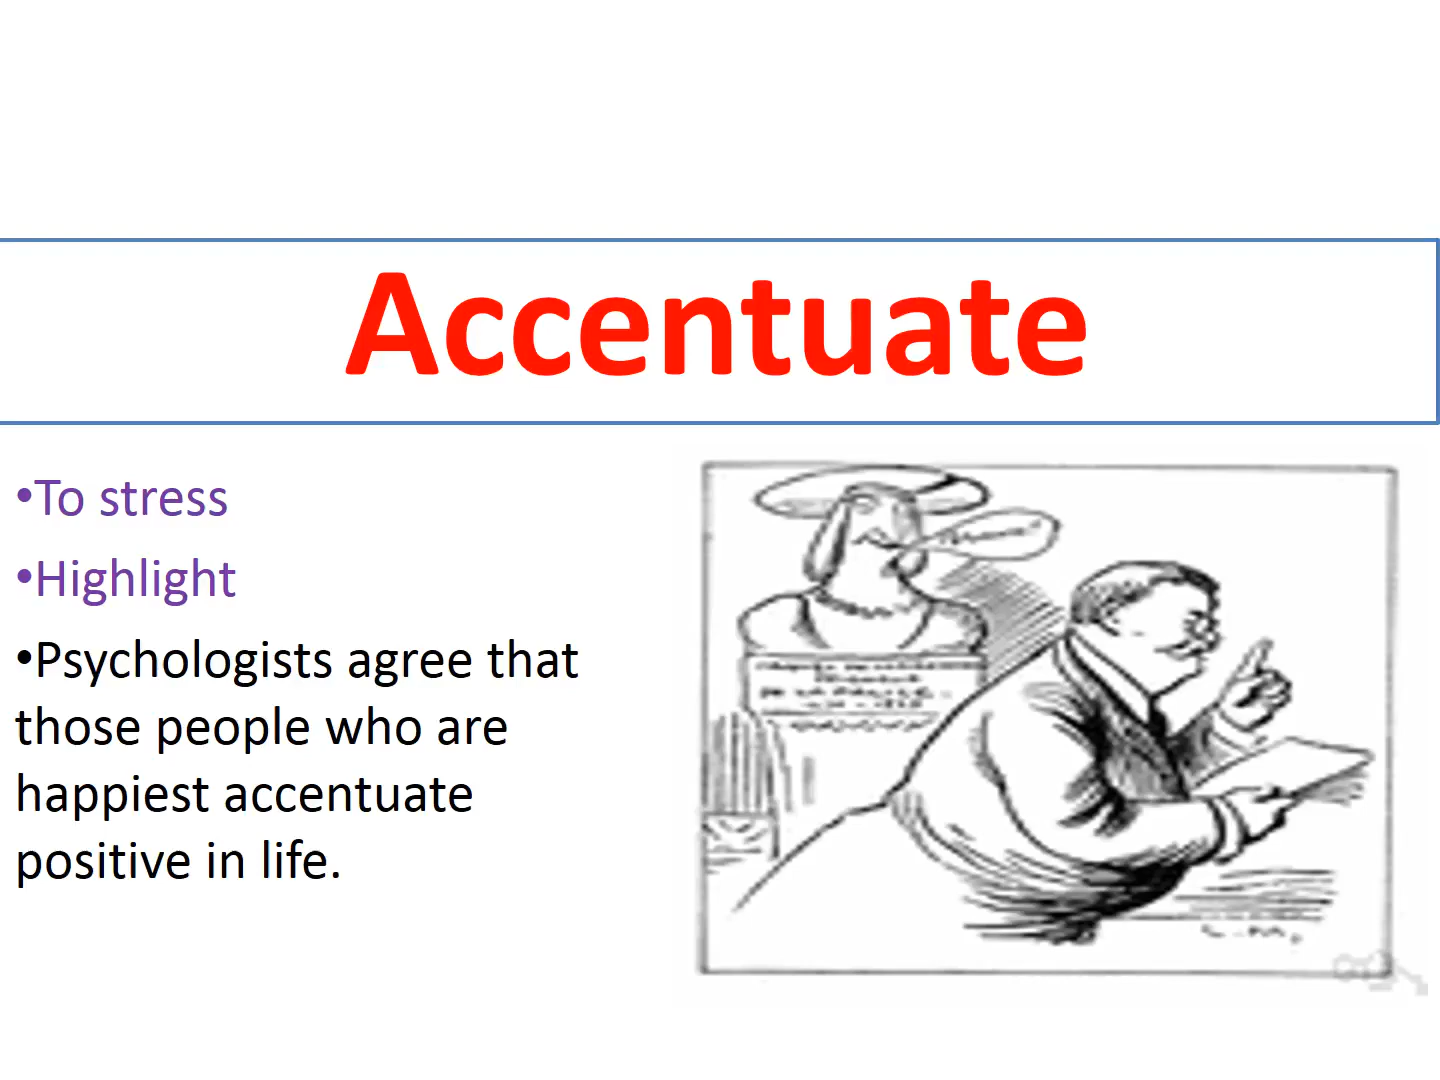 Accentuate
•To stress
•Highlight
•Psychologists agree that
those people who are
happiest accentuate
positive in life.